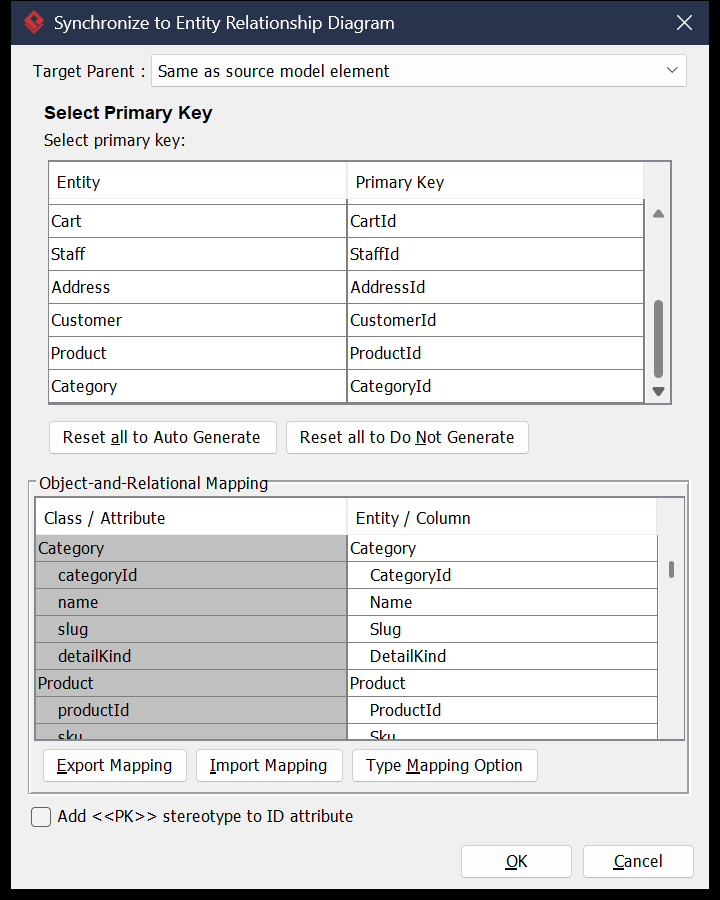 Synchronize to Entity Relationship Diagram
Target Parent : Same as source model element
Select Primary Key
Select primary key:
Entity Primary Key
Cart CartId
Staff StaffId
Address AddressId
Customer CustomerId
Product ProductId
Category CategoryId
Reset all to Auto Generate Reset all to Do Not Generate
Object-and-Relational Mapping
Class / Attribute Entity / Column
Category Category
categoryId CategoryId
name Name
slug Slug
detailKind DetailKind
Product Product
productId ProductId
sku Sku
Export Mapping Import Mapping Type Mapping Option
Add <<PK>> stereotype to ID attribute
OK Cancel